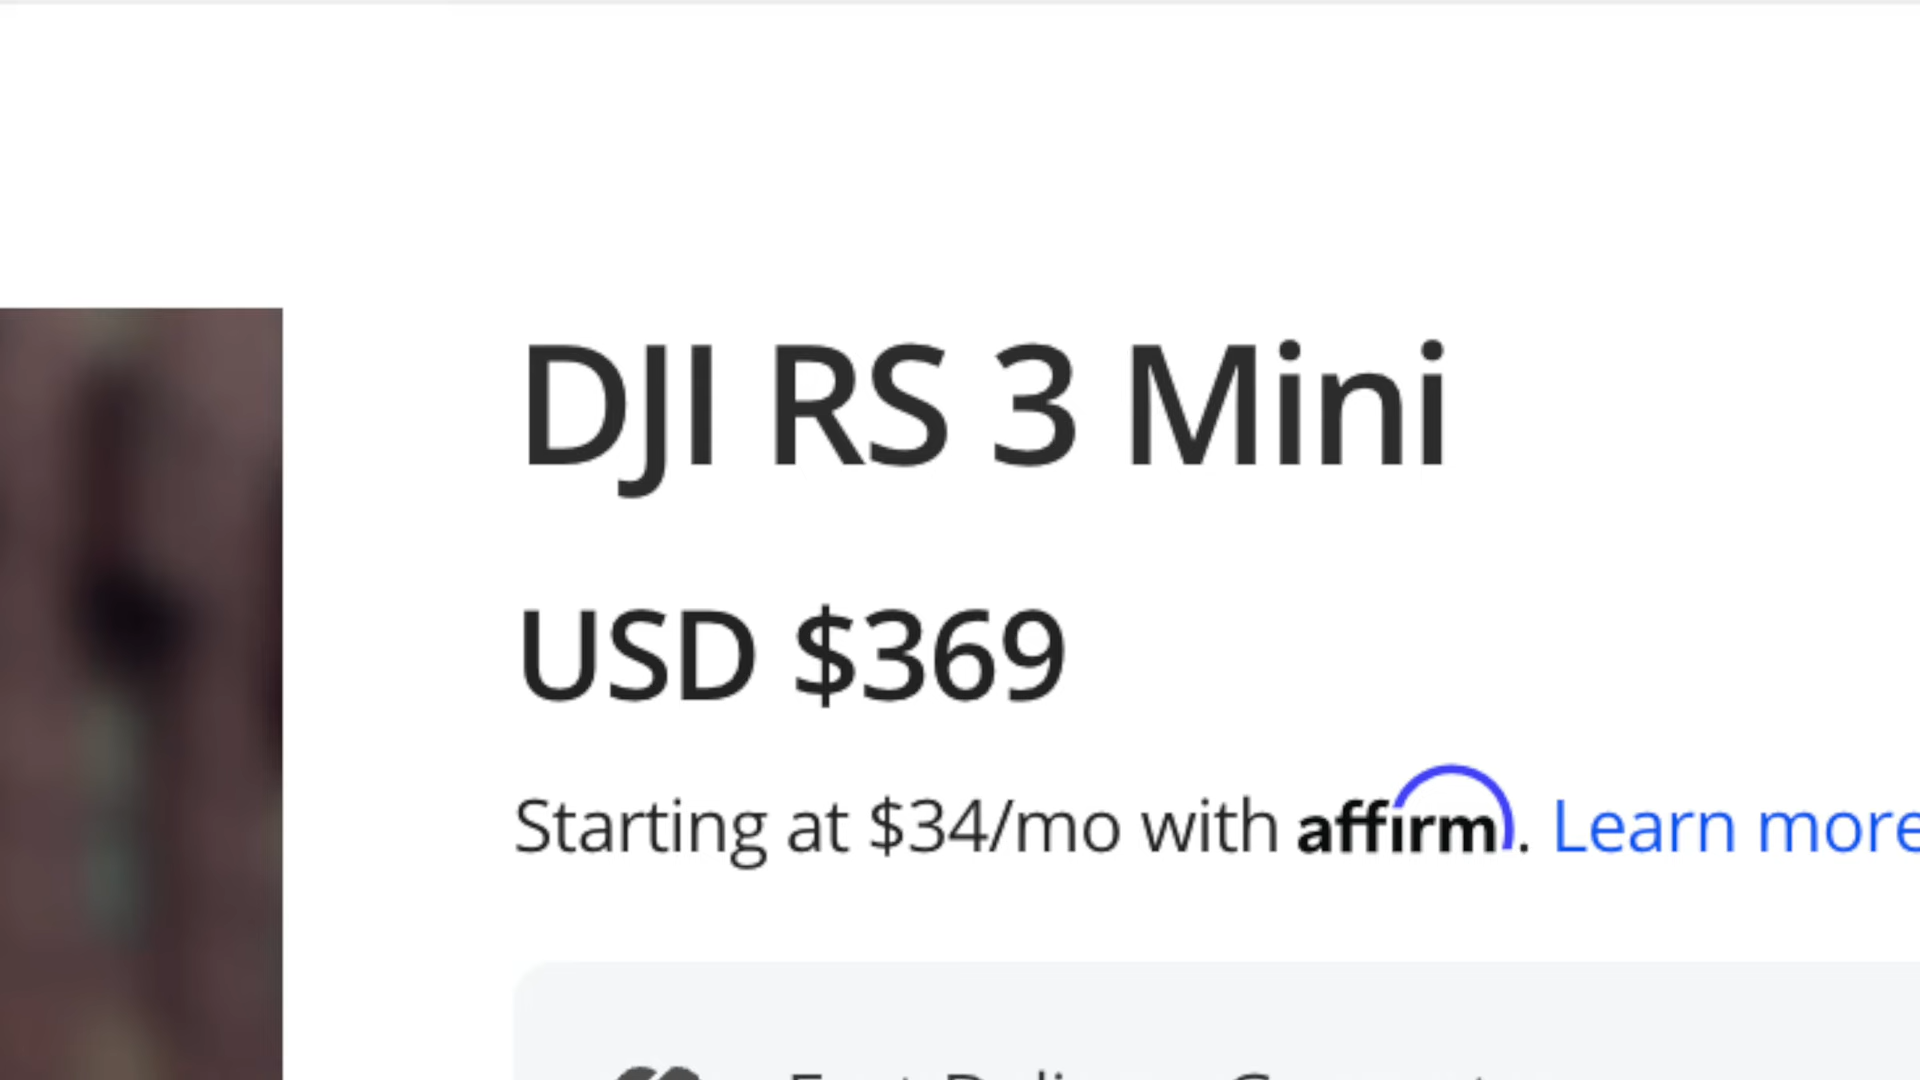 DJI RS 3 Mini
USD $369
Starting at $34/mo with affirm. Learn more